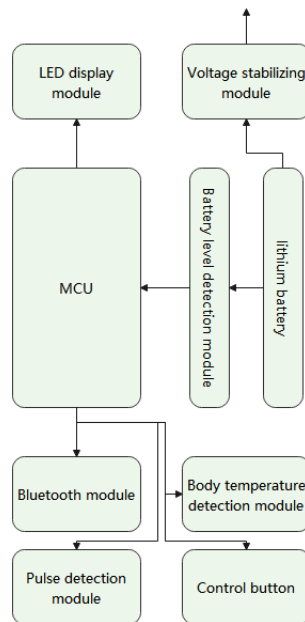 LED display
module
Voltage stabilizing
module
MCU
Battery level detection module
lithium battery
Bluetooth module
Body temperature
detection module
Pulse detection
module
Control button